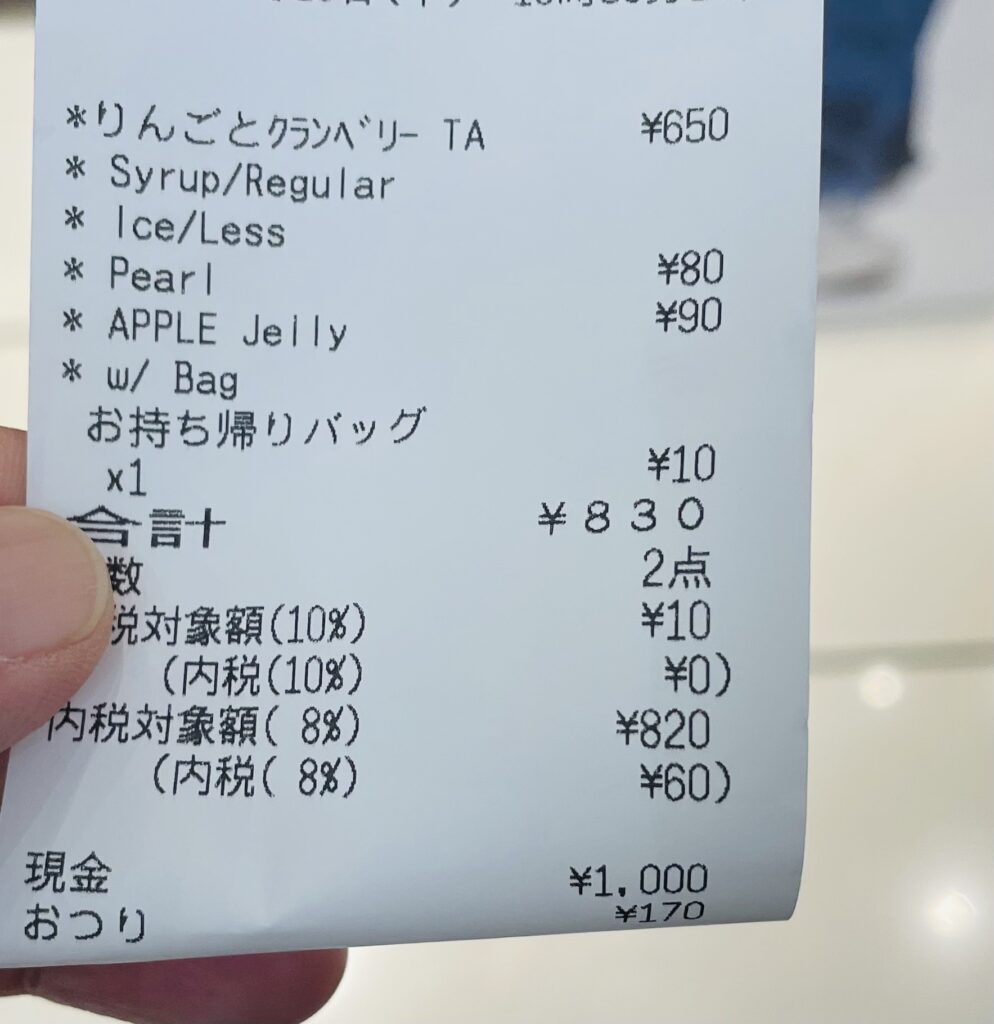 *りんごとクランベリー TA ¥650
* Syrup/Regular
* Ice/Less
* Pearl ¥80
* APPLE Jelly ¥90
* w/ Bag
お持ち帰りバッグ
x1 ¥10
合計 ¥830
数 2点
税対象額(10%) ¥10
(内税(10%) ¥0)
内税対象額( 8%) ¥820
(内税( 8%) ¥60)
現金 ¥1,000
おつり ¥170